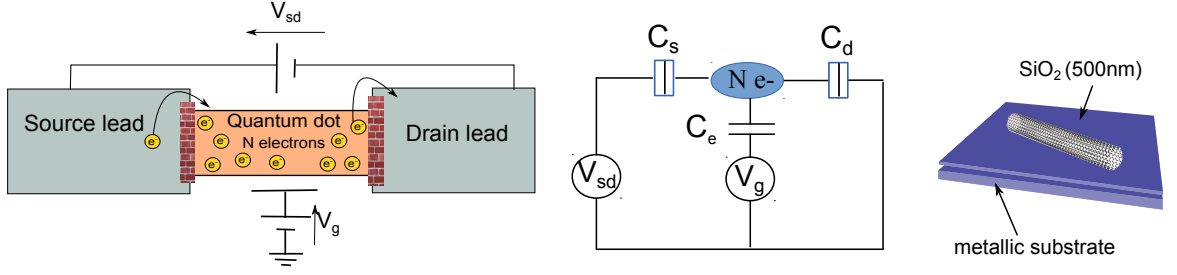 V_sd
Source lead
e-
Quantum dot
N electrons
e- e- e- e- e- e- e- e- e-
Drain lead
V_g
C_s
C_d
N e-
C_e
V_sd
V_g
SiO₂ (500nm)
metallic substrate